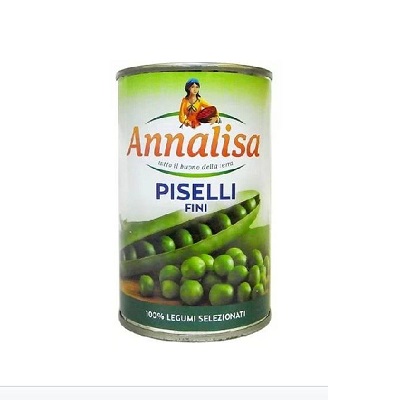 Annalisa
tutto il buono della terra
PISELLI
FINI
100% LEGUMI SELEZIONATI